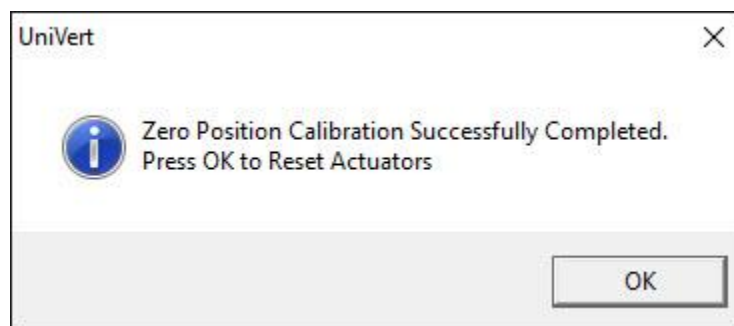 UniVert
Zero Position Calibration Successfully Completed.
Press OK to Reset Actuators
OK